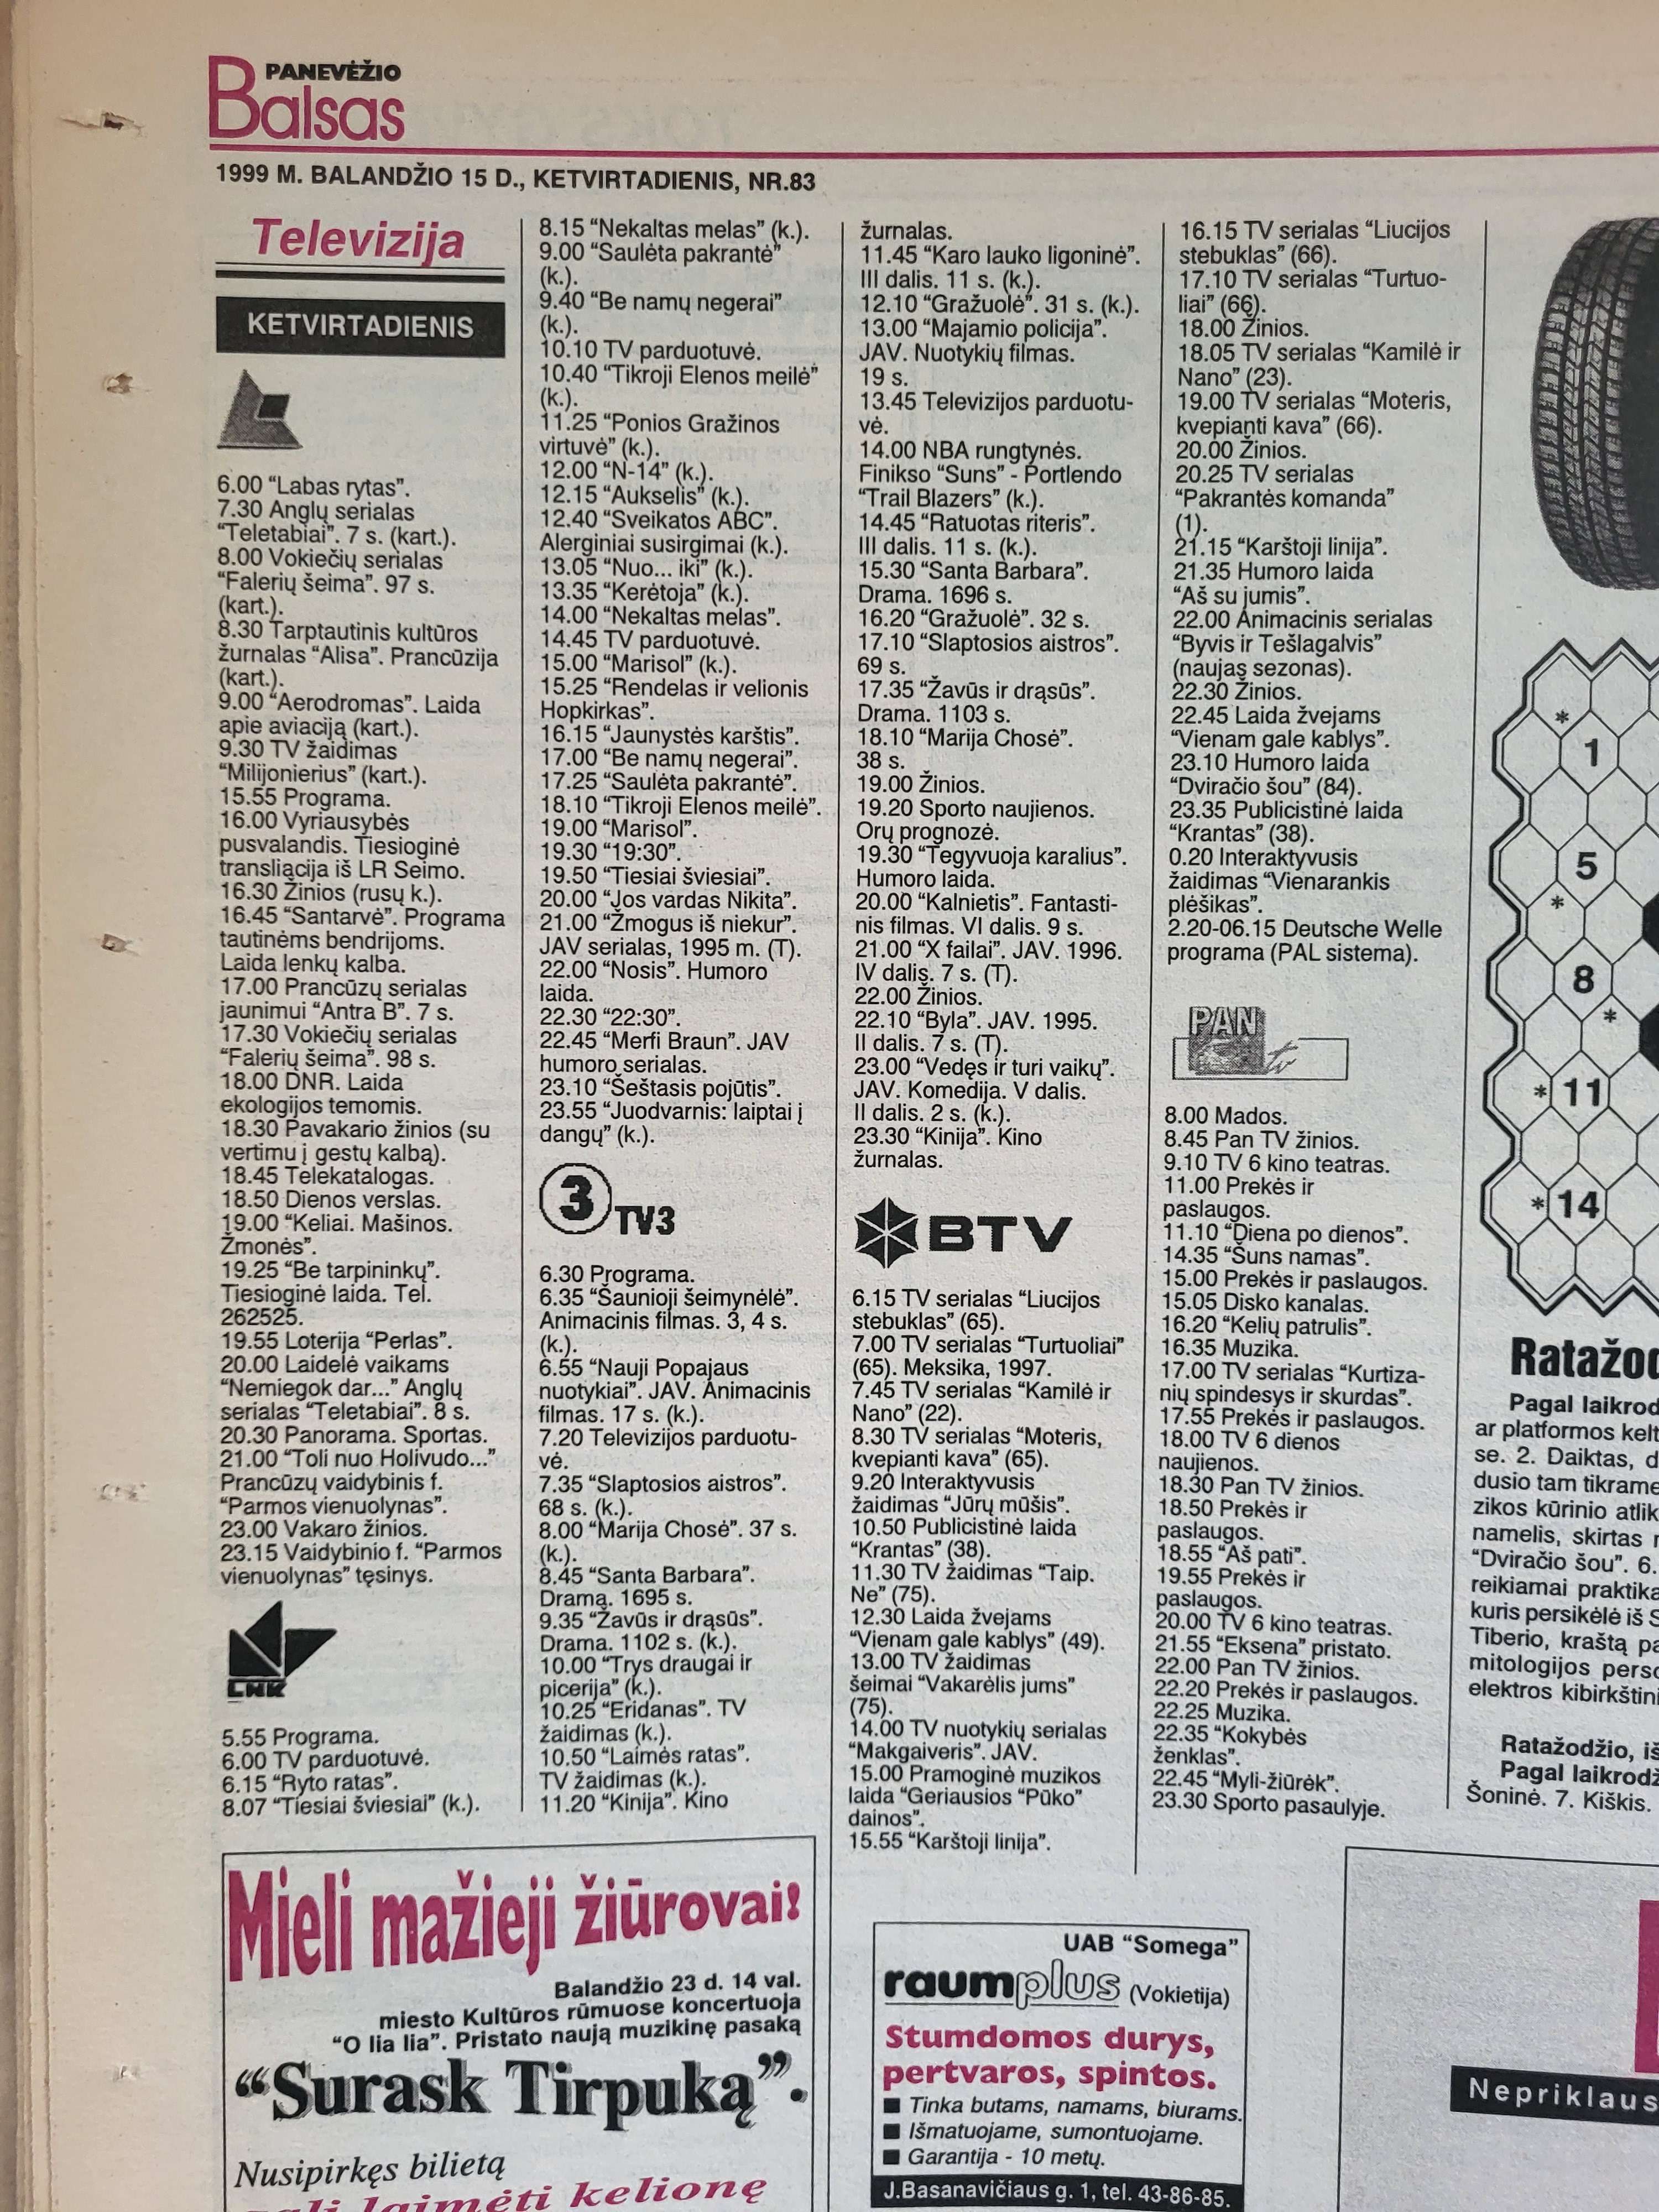 PANEVĖŽIO
Balsas
1999 M. BALANDŽIO 15 D., KETVIRTADIENIS, NR.83
Televizija
KETVIRTADIENIS
6.00 “Labas rytas”.
7.30 Anglų serialas
“Teletabiai”. 7 s. (kart.).
8.00 Vokiečių serialas
“Falerių šeima”. 97 s.
(kart.).
8.30 Tarptautinis kultūros
žurnalas “Alisa”. Prancūzija
(kart.).
9.00 “Aerodromas”. Laida
apie aviaciją (kart.).
9.30 TV žaidimas
“Milijonierius” (kart.).
15.55 Programa.
16.00 Vyriausybės
pusvalandis. Tiesioginė
transliacija iš LR Seimo.
16.30 Žinios (rusų k.).
16.45 “Santarvė”. Programa
tautinėms bendrijoms.
Laida lenkų kalba.
17.00 Prancūzų serialas
jaunimui “Antra B”. 7 s.
17.30 Vokiečių serialas
“Falerių šeima”. 98 s.
18.00 DNR. Laida
ekologijos temomis.
18.30 Pavakario žinios (su
vertimu į gestų kalbą).
18.45 Telekatalogas.
18.50 Dienos verslas.
19.00 “Keliai. Mašinos.
Žmonės”.
19.25 “Be tarpininkų”.
Tiesioginė laida. Tel.
262525.
19.55 Loterija “Perlas”.
20.00 Laidelė vaikams
“Nemiegok dar...” Anglų
serialas “Teletabiai”. 8 s.
20.30 Panorama. Sportas.
21.00 “Toli nuo Holivudo...”
Prancūzų vaidybinis f.
“Parmos vienuolynas”.
23.00 Vakaro žinios.
23.15 Vaidybinio f. “Parmos
vienuolynas” tęsinys.
LNK
5.55 Programa.
6.00 TV parduotuvė.
6.15 “Ryto ratas”.
8.07 “Tiesiai šviesiai” (k.).
8.15 “Nekaltas melas” (k.).
9.00 “Saulėta pakrantė”
(k.).
9.40 “Be namų negerai”
(k.).
10.10 TV parduotuvė.
10.40 “Tikroji Elenos meilė”
(k.).
11.25 “Ponios Gražinos
virtuvė” (k.).
12.00 “N-14” (k.).
12.15 “Aukselis” (k.).
12.40 “Sveikatos ABC”.
Alerginiai susirgimai (k.).
13.05 “Nuo... iki” (k.).
13.35 “Kerėtoja” (k.).
14.00 “Nekaltas melas”.
14.45 TV parduotuvė.
15.00 “Marisol” (k.).
15.25 “Rendelas ir velionis
Hopkirkas”.
16.15 “Jaunystės karštis”.
17.00 “Be namų negerai”.
17.25 “Saulėta pakrantė”.
18.10 “Tikroji Elenos meilė”.
19.00 “Marisol”.
19.30 “19:30”.
19.50 “Tiesiai šviesiai”.
20.00 “Jos vardas Nikita”.
21.00 “Žmogus iš niekur”.
JAV serialas, 1995 m. (T).
22.00 “Nosis”. Humoro
laida.
22.30 “22:30”.
22.45 “Merfi Braun”. JAV
humoro serialas.
23.10 “Šeštasis pojūtis”.
23.55 “Juodvarnis: laiptai į
dangų” (k.).
3 TV3
6.30 Programa.
6.35 “Šaunioji šeimynėlė”.
Animacinis filmas. 3, 4 s.
(k.).
6.55 “Nauji Popajaus
nuotykiai”. JAV. Animacinis
filmas. 17 s. (k.).
7.20 Televizijos parduotu-
vė.
7.35 “Slaptosios aistros”.
68 s. (k.).
8.00 “Marija Chosė”. 37 s.
(k.).
8.45 “Santa Barbara”.
Drama. 1695 s.
9.35 “Žavūs ir drąsūs”.
Drama. 1102 s. (k.).
10.00 “Trys draugai ir
picerija” (k.).
10.25 “Eridanas”. TV
žaidimas (k.).
10.50 “Laimės ratas”.
TV žaidimas (k.).
11.20 “Kinija”. Kino
žurnalas.
11.45 “Karo lauko ligoninė”.
III dalis. 11 s. (k.).
12.10 “Gražuolė”. 31 s. (k.).
13.00 “Majamio policija”.
JAV. Nuotykių filmas.
19 s.
13.45 Televizijos parduotu-
vė.
14.00 NBA rungtynės.
Finikso “Suns” - Portlendo
“Trail Blazers” (k.).
14.45 “Ratuotas riteris”.
III dalis. 11 s. (k.).
15.30 “Santa Barbara”.
Drama. 1696 s.
16.20 “Gražuolė”. 32 s.
17.10 “Slaptosios aistros”.
69 s.
17.35 “Žavūs ir drąsūs”.
Drama. 1103 s.
18.10 “Marija Chosė”.
38 s.
19.00 Žinios.
19.20 Sporto naujienos.
Orų prognozė.
19.30 “Tegyvuoja karalius”.
Humoro laida.
20.00 “Kalnietis”. Fantasti-
nis filmas. VI dalis. 9 s.
21.00 “X failai”. JAV. 1996.
IV dalis. 7 s. (T).
22.00 Žinios.
22.10 “Byla”. JAV. 1995.
II dalis. 7 s. (T).
23.00 “Vedęs ir turi vaikų”.
JAV. Komedija. V dalis.
II dalis. 2 s. (k.).
23.30 “Kinija”. Kino
žurnalas.
BTV
6.15 TV serialas “Liucijos
stebuklas” (65).
7.00 TV serialas “Turtuoliai”
(65). Meksika, 1997.
7.45 TV serialas “Kamilė ir
Nano” (22).
8.30 TV serialas “Moteris,
kvepianti kava” (65).
9.20 Interaktyvusis
žaidimas “Jūrų mūšis”.
10.50 Publicistinė laida
“Krantas” (38).
11.30 TV žaidimas “Taip.
Ne” (75).
12.30 Laida žvejams
“Vienam gale kablys” (49).
13.00 TV žaidimas
šeimai “Vakarėlis jums”
(75).
14.00 TV nuotykių serialas
“Makgaiveris”. JAV.
15.00 Pramoginė muzikos
laida “Geriausios “Pūko”
dainos”.
15.55 “Karštoji linija”.
16.15 TV serialas “Liucijos
stebuklas” (66).
17.10 TV serialas “Turtuo-
liai” (66).
18.00 Žinios.
18.05 TV serialas “Kamilė ir
Nano” (23).
19.00 TV serialas “Moteris,
kvepianti kava” (66).
20.00 Žinios.
20.25 TV serialas
“Pakrantės komanda”
(1).
21.15 “Karštoji linija”.
21.35 Humoro laida
“Aš su jumis”.
22.00 Animacinis serialas
“Byvis ir Tešlagalvis”
(naujas sezonas).
22.30 Žinios.
22.45 Laida žvejams
“Vienam gale kablys”.
23.10 Humoro laida
“Dviračio šou” (84).
23.35 Publicistinė laida
“Krantas” (38).
0.20 Interaktyvusis
žaidimas “Vienarankis
plėšikas”.
2.20-06.15 Deutsche Welle
programa (PAL sistema).
PAN tv
8.00 Mados.
8.45 Pan TV žinios.
9.10 TV 6 kino teatras.
11.00 Prekės ir
paslaugos.
11.10 “Diena po dienos”.
14.35 “Šuns namas”.
15.00 Prekės ir paslaugos.
15.05 Disko kanalas.
16.20 “Kelių patrulis”.
16.35 Muzika.
17.00 TV serialas “Kurtiza-
nių spindesys ir skurdas”.
17.55 Prekės ir paslaugos.
18.00 TV 6 dienos
naujienos.
18.30 Pan TV žinios.
18.50 Prekės ir
paslaugos.
18.55 “Aš pati”.
19.55 Prekės ir
paslaugos.
20.00 TV 6 kino teatras.
21.55 “Eksena” pristato.
22.00 Pan TV žinios.
22.20 Prekės ir paslaugos.
22.25 Muzika.
22.35 “Kokybės
ženklas”.
22.45 “Myli-žiūrėk”.
23.30 Sporto pasaulyje.
*
1
5
*
8
*
* 11
* 14
Ratažod
Pagal laikrod
ar platformos kelt
se. 2. Daiktas, d
dusio tam tikrame
zikos kūrinio atlik
namelis, skirtas
“Dviračio šou”. 6.
reikiamai praktika
kuris persikėlė iš S
Tiberio, kraštą pa
mitologijos perso
elektros kibirkštini
Ratažodžio, iš
Pagal laikrodž
Šoninė. 7. Kiškis.
Mieli mažieji žiūrovai!
Balandžio 23 d. 14 val.
miesto Kultūros rūmuose koncertuoja
“O lia lia”. Pristato naują muzikinę pasaką
“Surask Tirpuką”.
Nusipirkęs bilietą
gali laimėti kelionę
UAB “Somega”
raumplus (Vokietija)
Stumdomos durys,
pertvaros, spintos.
■ Tinka butams, namams, biurams.
■ Išmatuojame, sumontuojame.
■ Garantija - 10 metų.
J.Basanavičiaus g. 1, tel. 43-86-85.
Nepriklaus